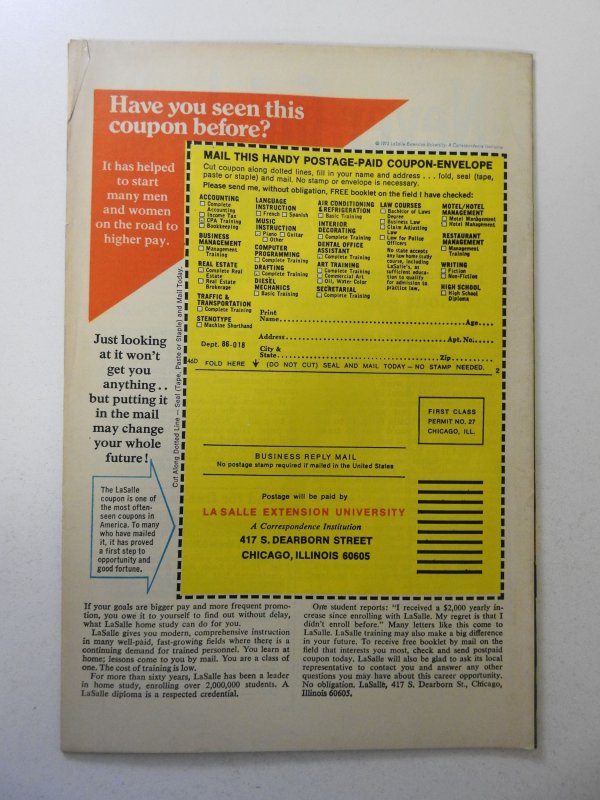 Have you seen this
coupon before?
It has helped
to start
many men
and women
on the road to
higher pay.
Just looking
at it won't
get you
anything . .
but putting it
in the mail
may change
your whole
future!
The LaSalle
coupon is one of
the most often-
seen coupons in
America. To many
who have mailed
it, it has proved
a first step to
opportunity and
good fortune.
© 1973 LaSalle Extension University · A Correspondence Institution
Cut Along Dotted Line — Seal (Tape, Paste or Staple) and Mail Today.
MAIL THIS HANDY POSTAGE-PAID COUPON-ENVELOPE
Cut coupon along dotted lines, fill in your name and address . . . fold, seal (tape,
paste or staple) and mail. No stamp or envelope is necessary.
Please send me, without obligation, FREE booklet on the field I have checked:
ACCOUNTING
Complete
Accounting
Income Tax
CPA Training
Bookkeeping
BUSINESS
MANAGEMENT
Management
Training
REAL ESTATE
Complete Real
Estate
Real Estate
Brokerage
TRAFFIC &
TRANSPORTATION
Complete Training
STENOTYPE
Machine Shorthand
LANGUAGE
INSTRUCTION
French Spanish
MUSIC
INSTRUCTION
Piano Guitar
Other
COMPUTER
PROGRAMMING
Complete Training
DRAFTING
Complete Training
DIESEL
MECHANICS
Basic Training
AIR CONDITIONING
& REFRIGERATION
Basic Training
INTERIOR
DECORATING
Complete Training
DENTAL OFFICE
ASSISTANT
Complete Training
ART TRAINING
Complete Training
Commercial Art
Oil, Water Color
SECRETARIAL
Complete Training
LAW COURSES
Bachelor of Laws
Degree
Business Law
Claim Adjusting
Law
Law for Police
Officers
No state accepts
any law home study
course, including
LaSalle's, as
sufficient educa-
tion to qualify
for admission to
practice law.
MOTEL/HOTEL
MANAGEMENT
Motel Management
Hotel Management
RESTAURANT
MANAGEMENT
Management
Training
WRITING
Fiction
Non-Fiction
HIGH SCHOOL
High School
Diploma
Print
Name Age
Dept. 86-018
Address Apt. No.
City &
State Zip
46D FOLD HERE (DO NOT CUT) SEAL AND MAIL TODAY — NO STAMP NEEDED. 2
FIRST CLASS
PERMIT NO. 27
CHICAGO, ILL.
BUSINESS REPLY MAIL
No postage stamp required if mailed in the United States
Postage will be paid by
LA SALLE EXTENSION UNIVERSITY
A Correspondence Institution
417 S. DEARBORN STREET
CHICAGO, ILLINOIS 60605
If your goals are bigger pay and more frequent promo-
tion, you owe it to yourself to find out without delay,
what LaSalle home study can do for you.
LaSalle gives you modern, comprehensive instruction
in many well-paid, fast-growing fields where there is a
continuing demand for trained personnel. You learn at
home; lessons come to you by mail. You are a class of
one. The cost of training is low.
For more than sixty years, LaSalle has been a leader
in home study, enrolling over 2,000,000 students. A
LaSalle diploma is a respected credential.
One student reports: "I received a $2,000 yearly in-
crease since enrolling with LaSalle. My regret is that I
didn't enroll before." Many letters like this come to
LaSalle. LaSalle training may also make a big difference
in your future. To receive free booklet by mail on the
field that interests you most, check and send postpaid
coupon today. LaSalle will also be glad to ask its local
representative to contact you and answer any other
questions you may have about this career opportunity.
No obligation. LaSalle, 417 S. Dearborn St., Chicago,
Illinois 60605.